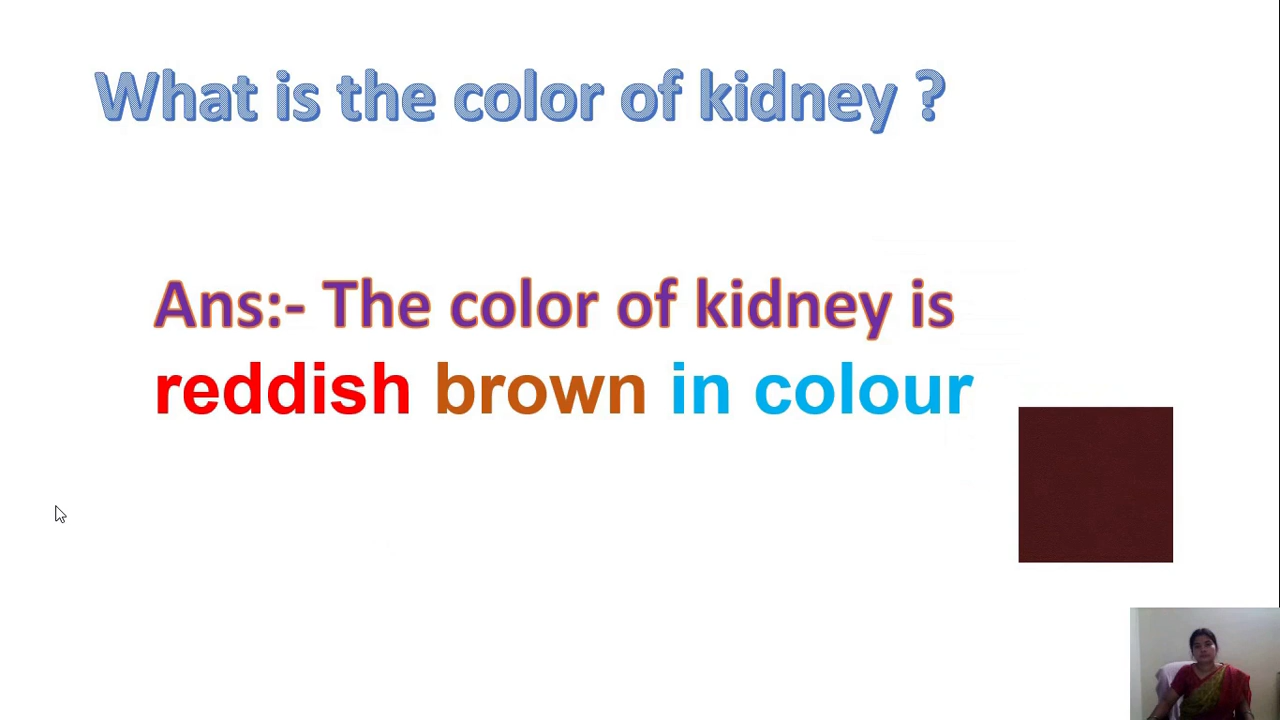 What is the color of kidney ?
Ans:- The color of kidney is
reddish brown in colour